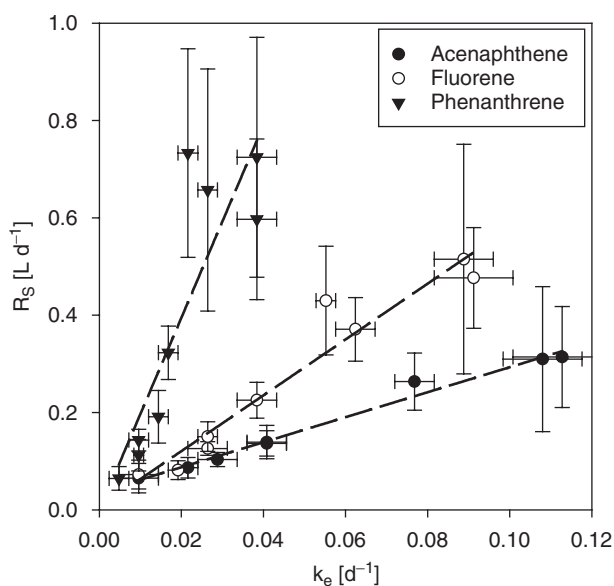 1.0
0.8
0.6
0.4
0.2
0.0
R_S [L d⁻¹]
Acenaphthene
Fluorene
Phenanthrene
0.00 0.02 0.04 0.06 0.08 0.10 0.12
k_e [d⁻¹]